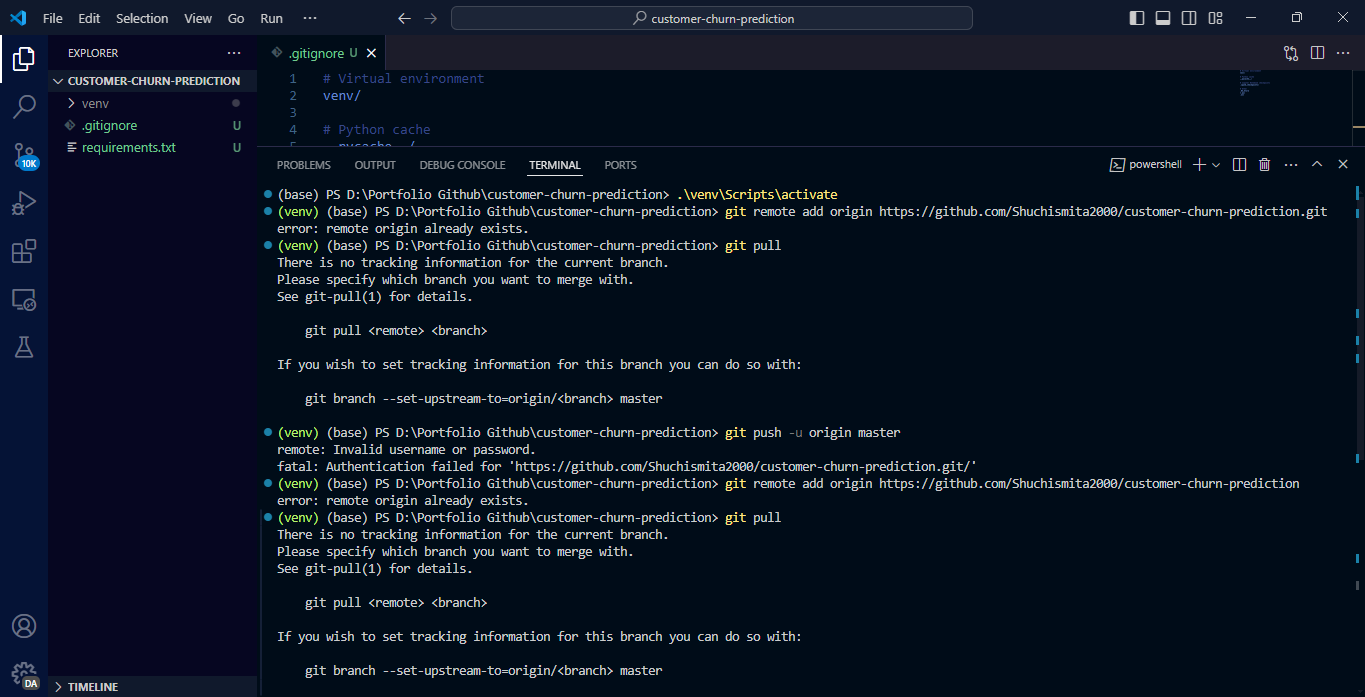 File Edit Selection View Go Run ··· customer-churn-prediction
EXPLORER ···
CUSTOMER-CHURN-PREDICTION
venv
.gitignore U
requirements.txt U
10K
DA
TIMELINE
.gitignore U
1 # Virtual environment
2 venv/
3
4 # Python cache
PROBLEMS OUTPUT DEBUG CONSOLE TERMINAL PORTS powershell
(base) PS D:\Portfolio Github\customer-churn-prediction> .\venv\Scripts\activate
(venv) (base) PS D:\Portfolio Github\customer-churn-prediction> git remote add origin https://github.com/Shuchismita2000/customer-churn-prediction.git
error: remote origin already exists.
(venv) (base) PS D:\Portfolio Github\customer-churn-prediction> git pull
There is no tracking information for the current branch.
Please specify which branch you want to merge with.
See git-pull(1) for details.
git pull <remote> <branch>
If you wish to set tracking information for this branch you can do so with:
git branch --set-upstream-to=origin/<branch> master
(venv) (base) PS D:\Portfolio Github\customer-churn-prediction> git push -u origin master
remote: Invalid username or password.
fatal: Authentication failed for 'https://github.com/Shuchismita2000/customer-churn-prediction.git/'
(venv) (base) PS D:\Portfolio Github\customer-churn-prediction> git remote add origin https://github.com/Shuchismita2000/customer-churn-prediction
error: remote origin already exists.
(venv) (base) PS D:\Portfolio Github\customer-churn-prediction> git pull
There is no tracking information for the current branch.
Please specify which branch you want to merge with.
See git-pull(1) for details.
git pull <remote> <branch>
If you wish to set tracking information for this branch you can do so with:
git branch --set-upstream-to=origin/<branch> master